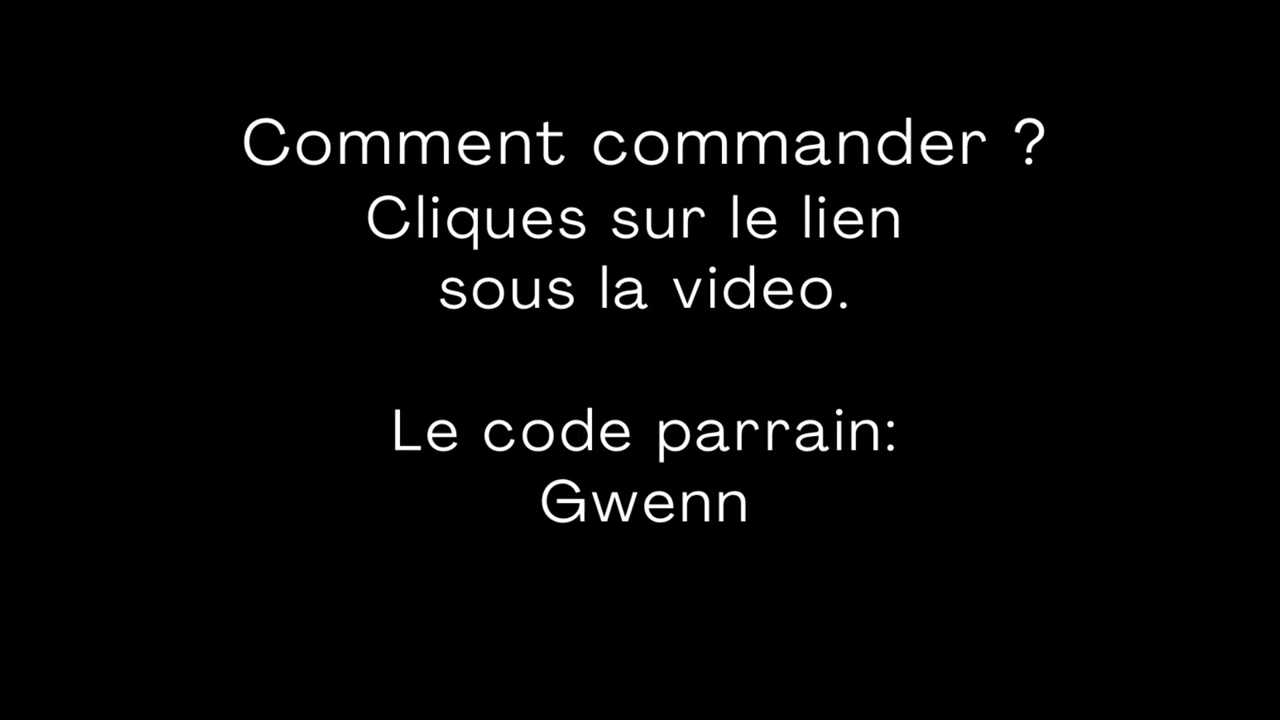 Comment commander ?
Cliques sur le lien
sous la video.
Le code parrain:
Gwenn